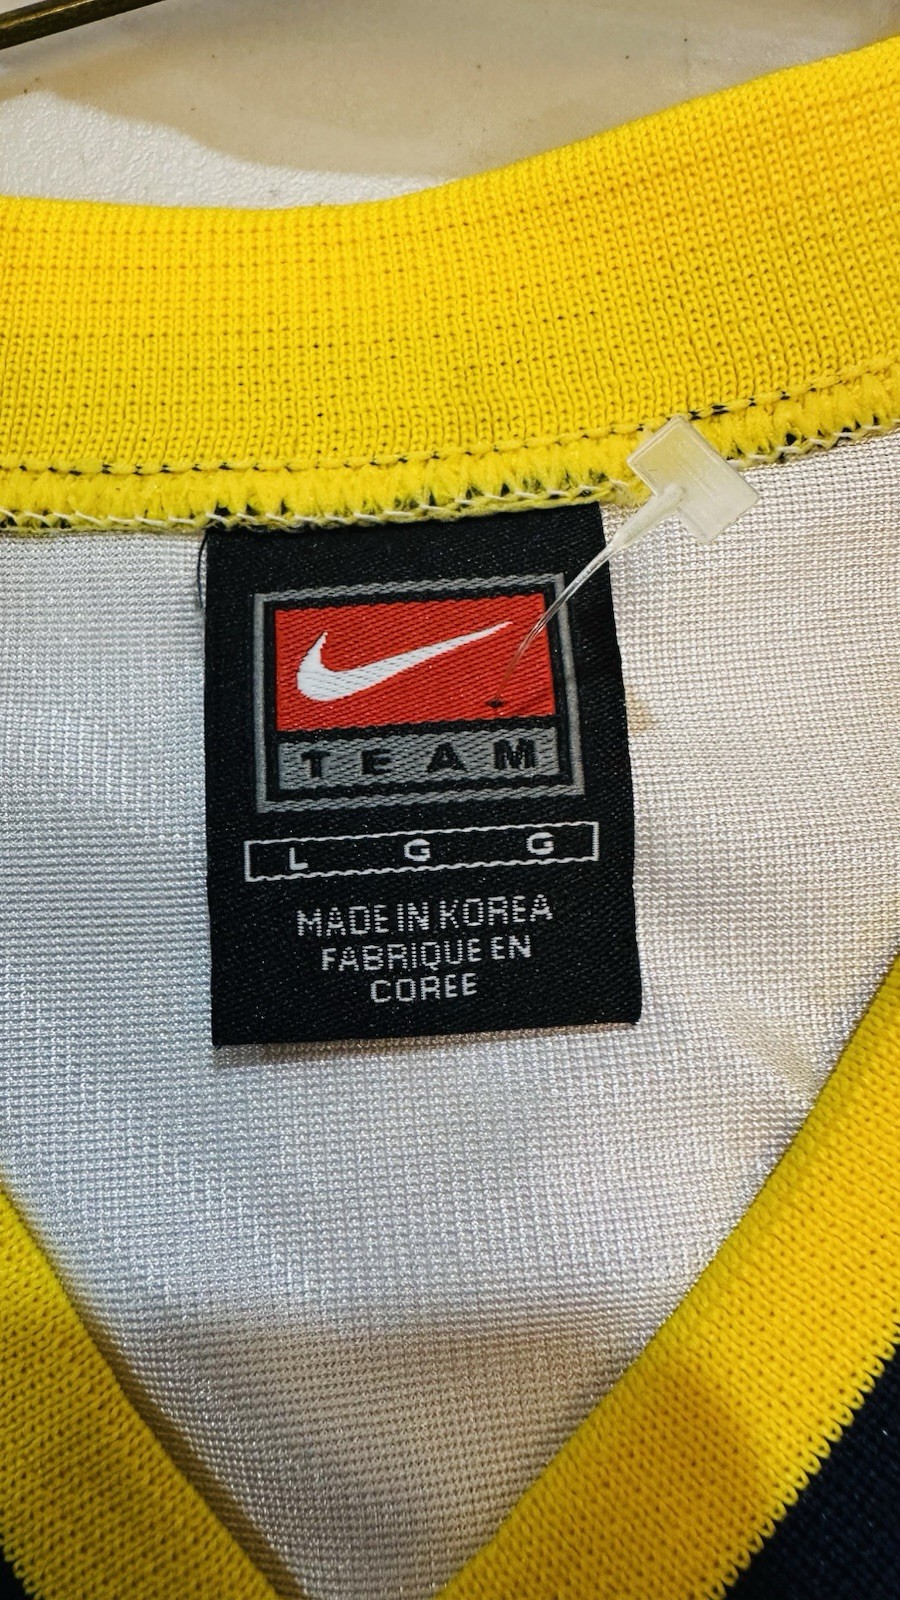 TEAM
L G G
MADE IN KOREA
FABRIQUE EN
COREE